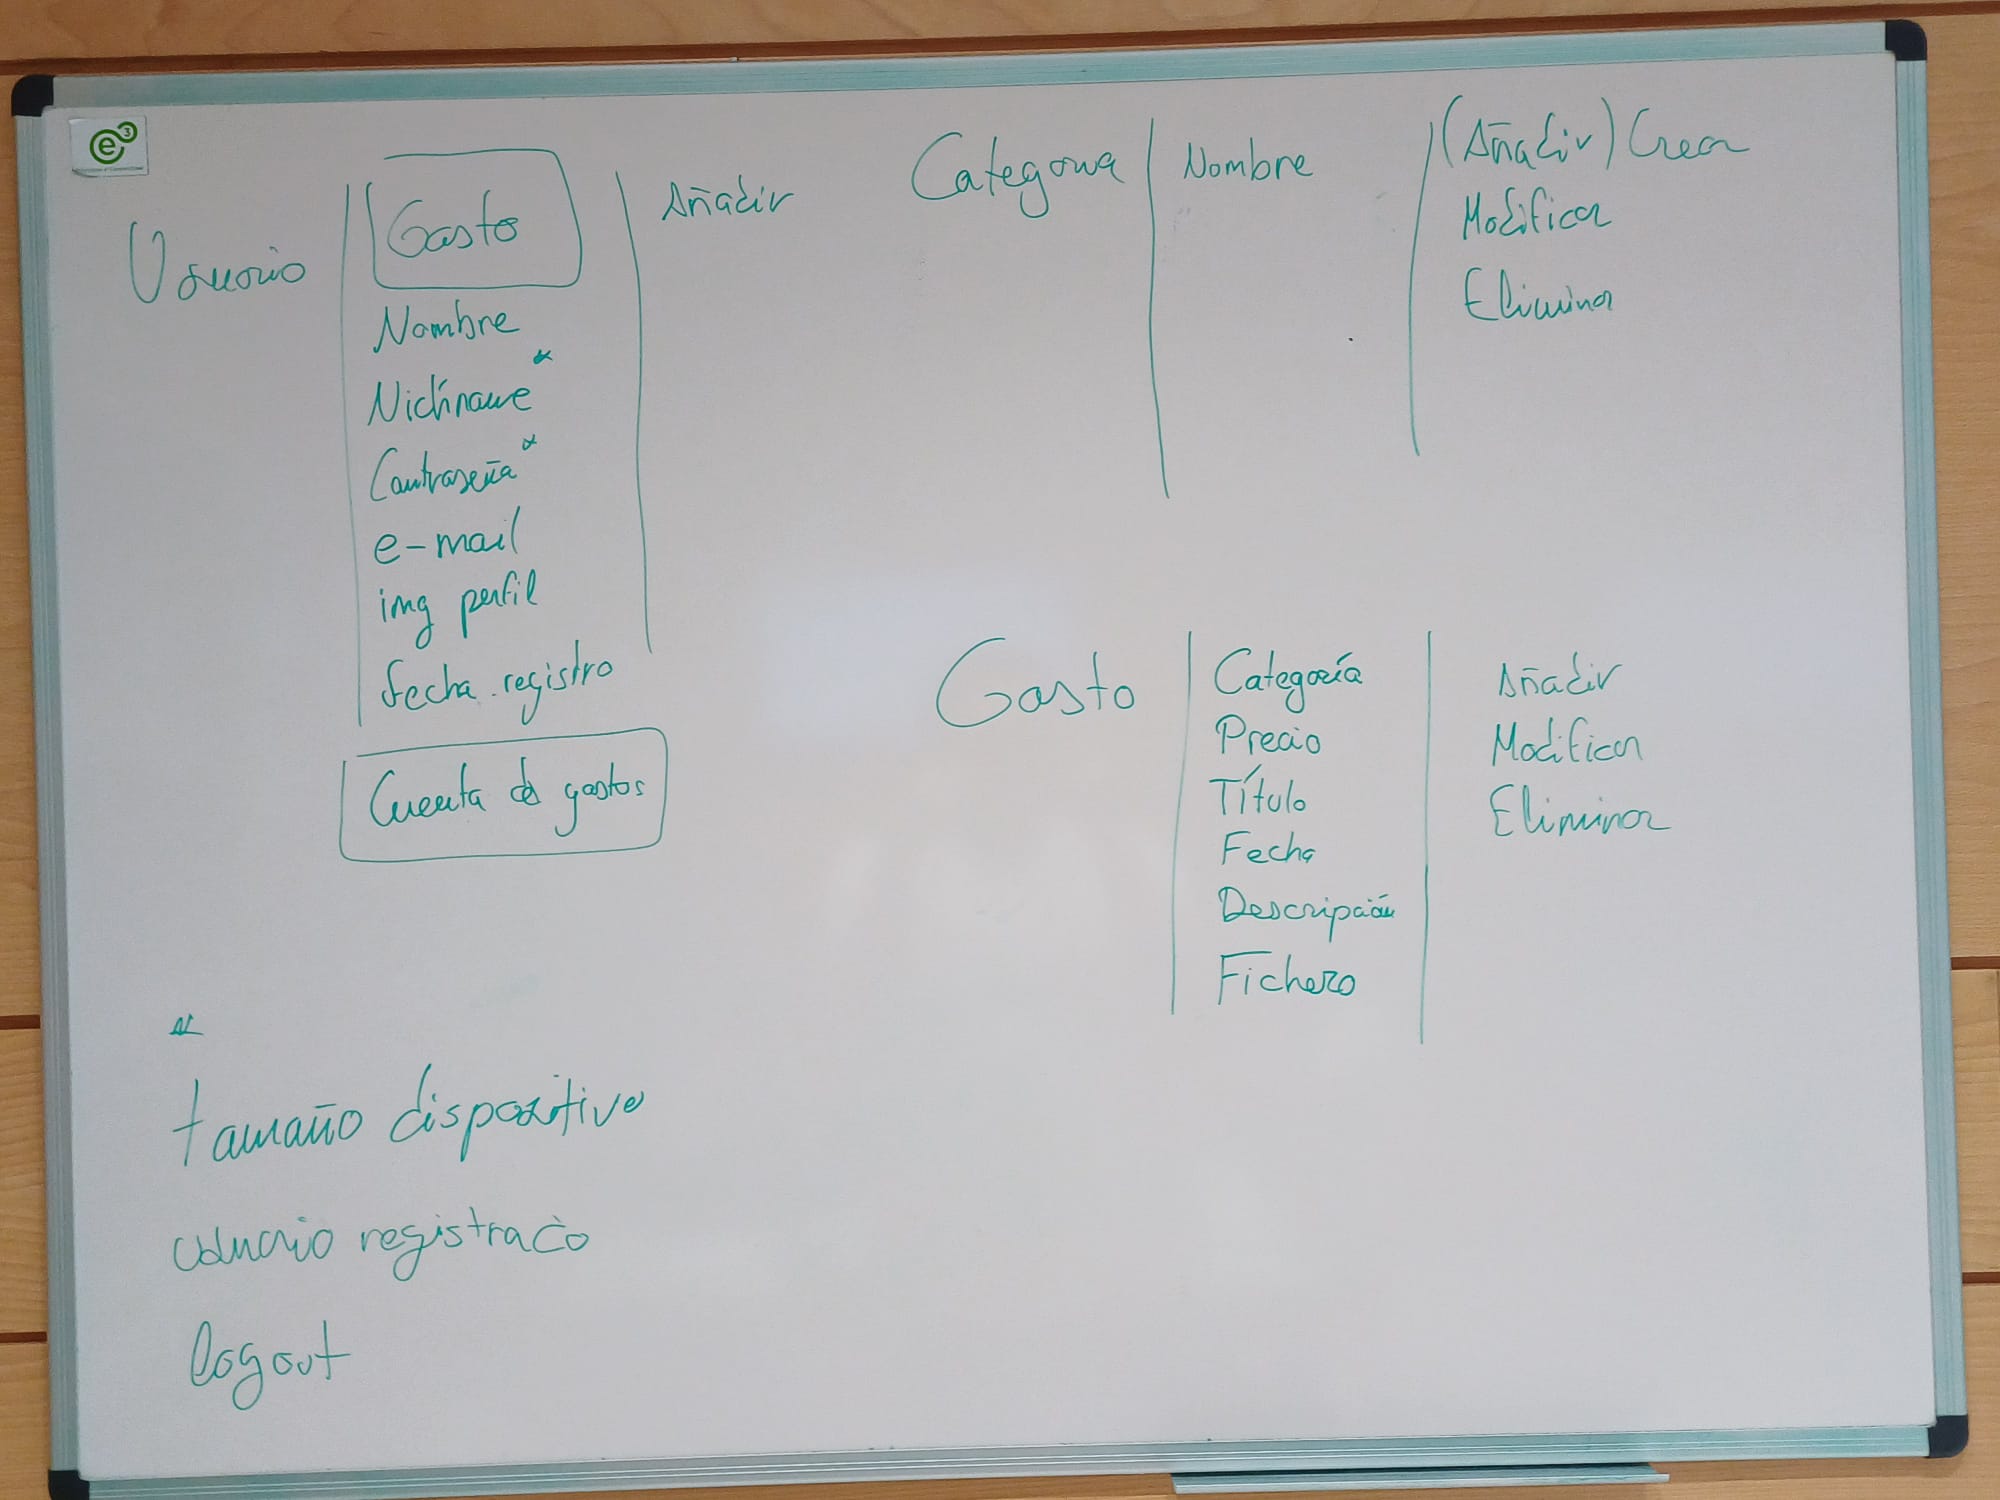 Usuario
Gasto
Añadir
Nombre
Nickname *
Contraseña *
e-mail
img perfil
fecha registro
Cuenta de gastos
Categoria
Nombre
(Añadir) Crear
Modificar
Eliminar
Gasto
Categoría
Precio
Título
Fecha
Descripción
Fichero
Añadir
Modificar
Eliminar
tamaño dispositivo
usuario registrado
logout